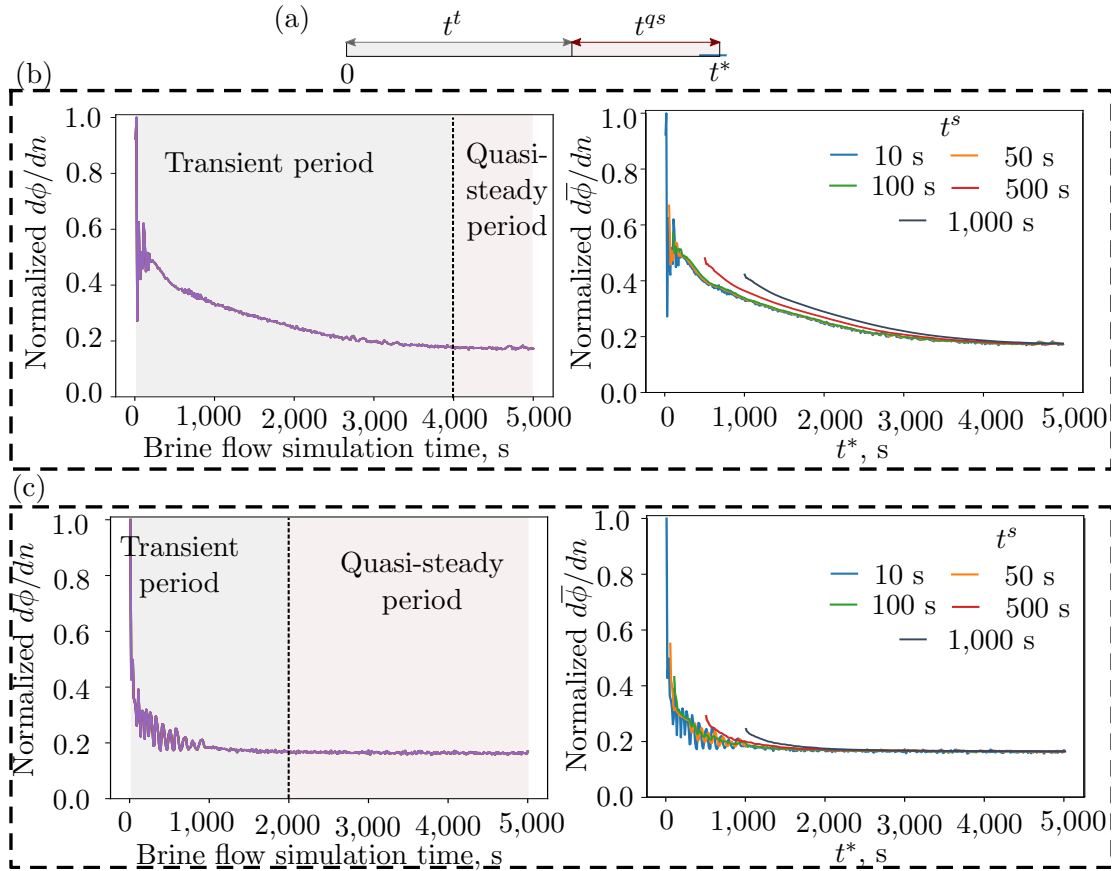 (a)
t^t t^{qs}
0 t*
(b)
Normalized dϕ/dn
1.0
0.8
0.6
0.4
0.2
0.0
Transient period
Quasi-
steady
period
0 1,000 2,000 3,000 4,000 5,000
Brine flow simulation time, s
Normalized d̅ϕ̅/dn
1.0
0.8
0.6
0.4
0.2
0.0
t^s
10 s 50 s
100 s 500 s
1,000 s
0 1,000 2,000 3,000 4,000 5,000
t*, s
(c)
Normalized dϕ/dn
1.0
0.8
0.6
0.4
0.2
0.0
Transient
period
Quasi-steady
period
0 1,000 2,000 3,000 4,000 5,000
Brine flow simulation time, s
Normalized d̅ϕ̅/dn
1.0
0.8
0.6
0.4
0.2
0.0
t^s
10 s 50 s
100 s 500 s
1,000 s
0 1,000 2,000 3,000 4,000 5,000
t*, s